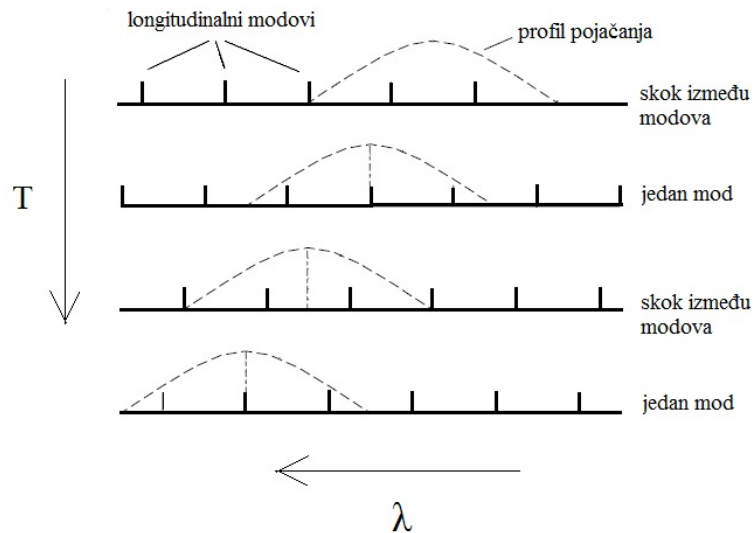 longitudinalni modovi
profil pojačanja
skok između
modova
T
jedan mod
skok između
modova
jedan mod
λ